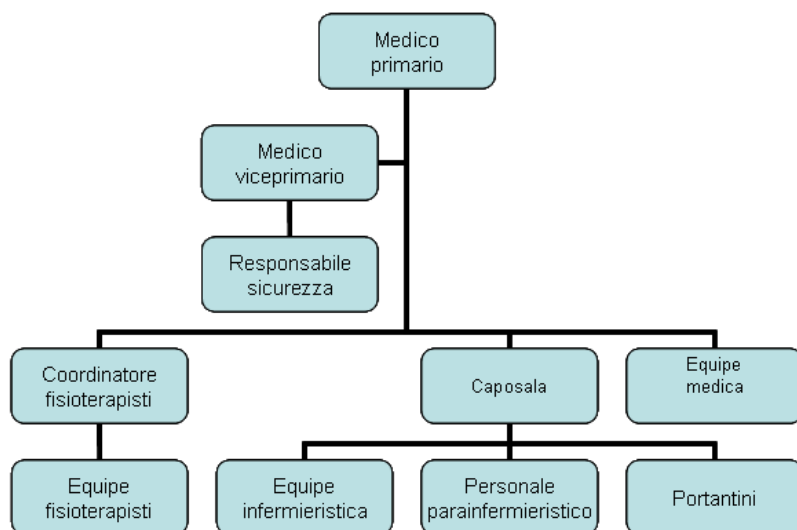 Medico
primario
Medico
viceprimario
Responsabile
sicurezza
Coordinatore
fisioterapisti
Caposala
Equipe
medica
Equipe
fisioterapisti
Equipe
infermieristica
Personale
parainfermieristico
Portantini